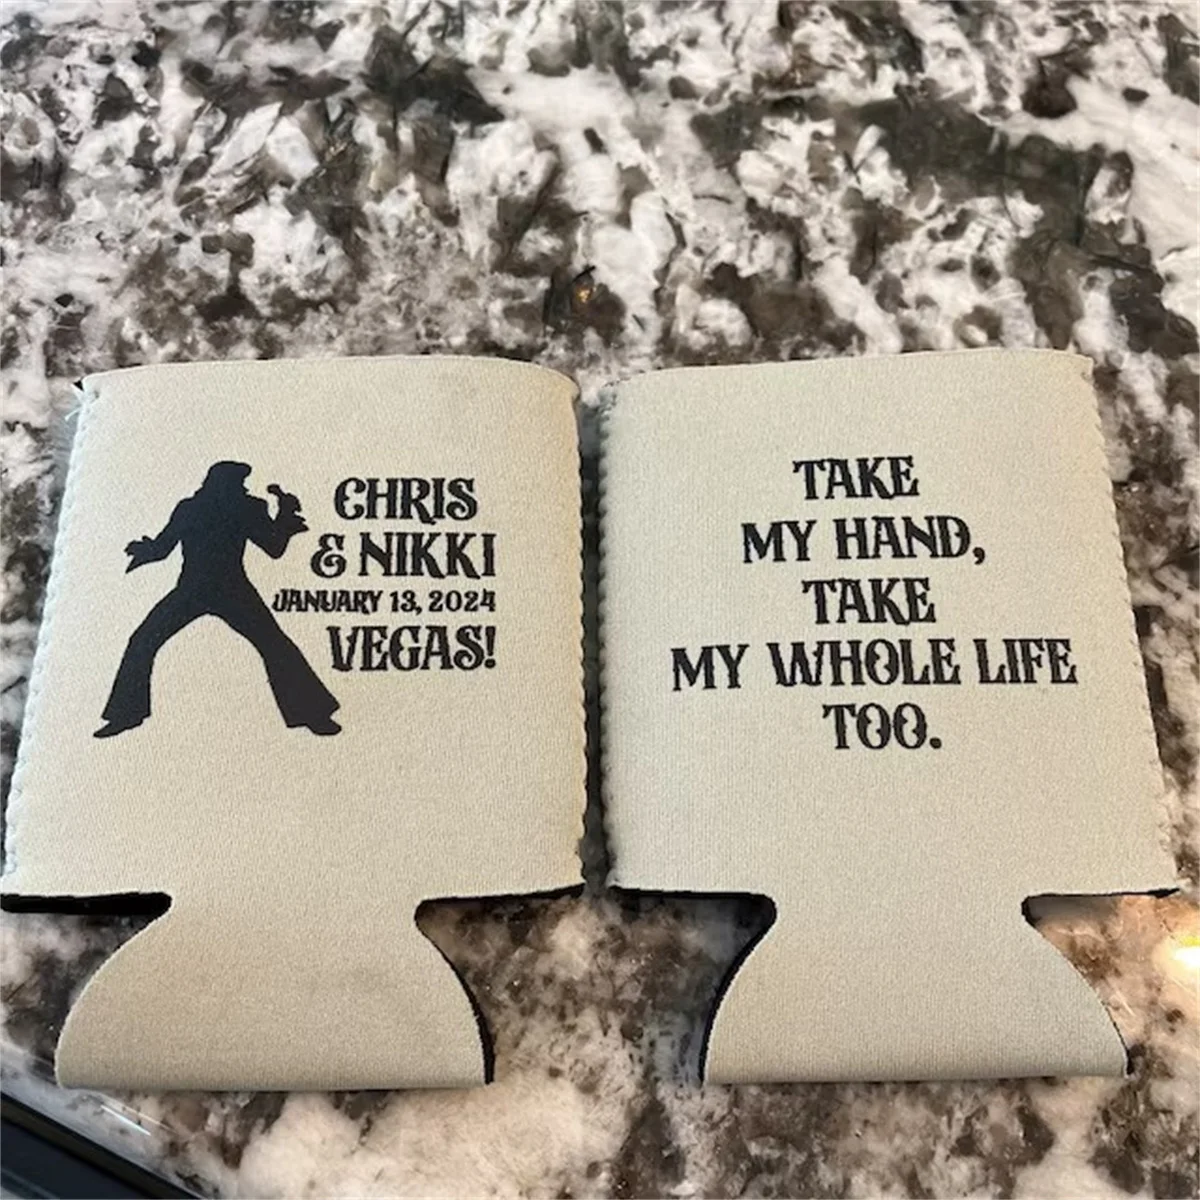 CHRIS
& NIKKI
JANUARY 13, 2024
VEGAS!
TAKE
MY HAND,
TAKE
MY WHOLE LIFE
TOO.